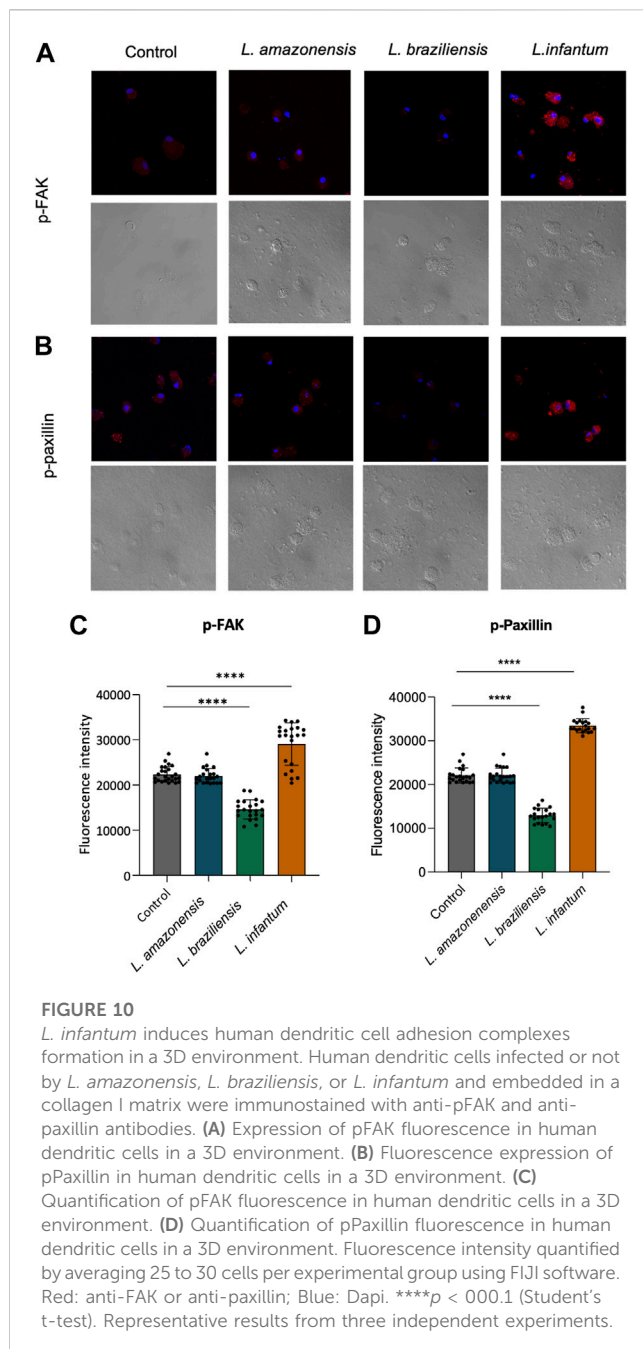 A
Control
L. amazonensis
L. braziliensis
L.infantum
p-FAK
B
p-paxillin
C
p-FAK
****
****
Fluorescence intensity
40000
30000
20000
10000
0
Control
L. amazonensis
L. braziliensis
L. infantum
D
p-Paxillin
****
****
Fluorescence intensity
40000
30000
20000
10000
0
Control
L. amazonensis
L. braziliensis
L. infantum
FIGURE 10
L. infantum induces human dendritic cell adhesion complexes
formation in a 3D environment. Human dendritic cells infected or not
by L. amazonensis, L. braziliensis, or L. infantum and embedded in a
collagen I matrix were immunostained with anti-pFAK and anti-
paxillin antibodies. (A) Expression of pFAK fluorescence in human
dendritic cells in a 3D environment. (B) Fluorescence expression of
pPaxillin in human dendritic cells in a 3D environment. (C)
Quantification of pFAK fluorescence in human dendritic cells in a 3D
environment. (D) Quantification of pPaxillin fluorescence in human
dendritic cells in a 3D environment. Fluorescence intensity quantified
by averaging 25 to 30 cells per experimental group using FIJI software.
Red: anti-FAK or anti-paxillin; Blue: Dapi. ****p < 000.1 (Student's
t-test). Representative results from three independent experiments.